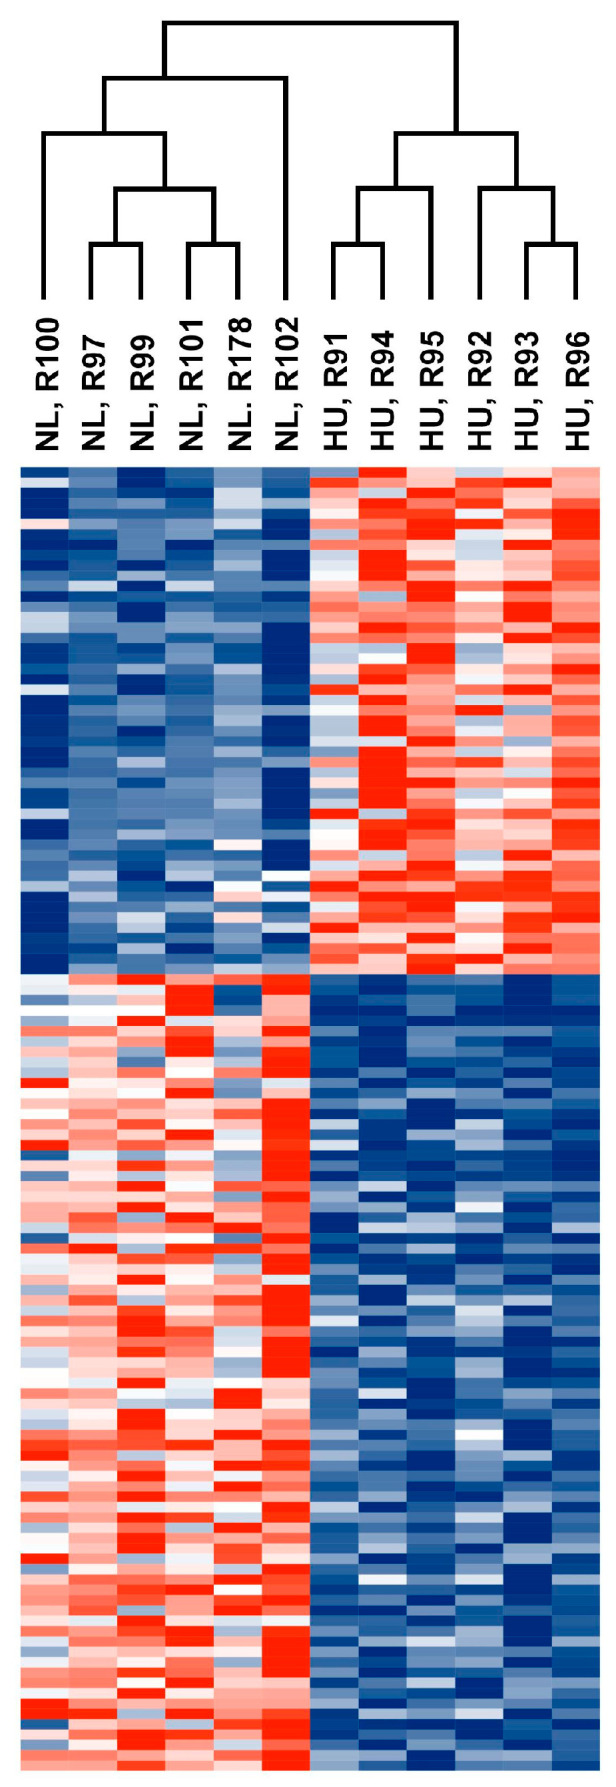 NL, R100
NL, R97
NL, R99
NL, R101
NL. R178
NL, R102
HU, R91
HU, R94
HU, R95
HU, R92
HU, R93
HU, R96